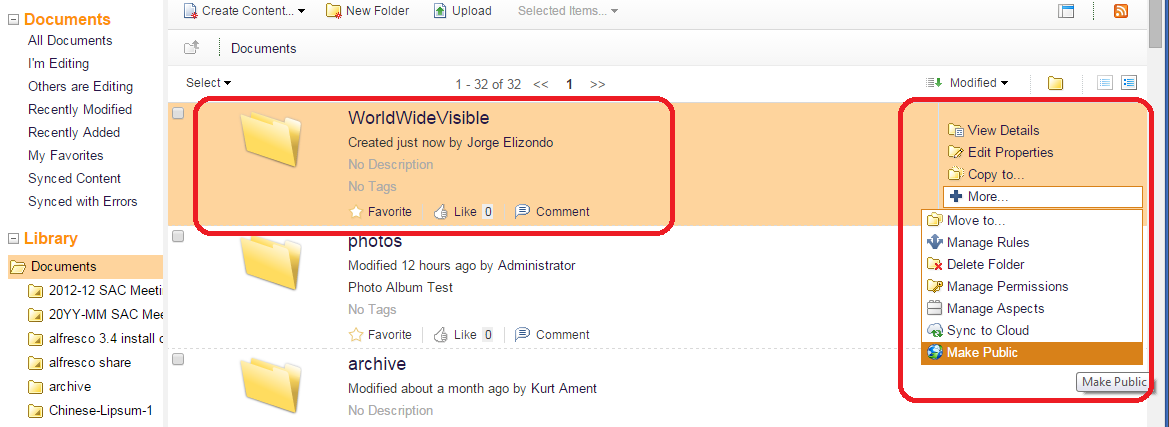 Documents
All Documents
I'm Editing
Others are Editing
Recently Modified
Recently Added
My Favorites
Synced Content
Synced with Errors
Library
Documents
2012-12 SAC Meetin
20YY-MM SAC Mee
alfresco 3.4 install c
alfresco share
archive
Chinese-Lipsum-1
Create Content... New Folder Upload Selected Items...
Documents
Select 1 - 32 of 32 << 1 >> Modified
WorldWideVisible
Created just now by Jorge Elizondo
No Description
No Tags
Favorite Like 0 Comment
photos
Modified 12 hours ago by Administrator
Photo Album Test
No Tags
Favorite Like 0 Comment
archive
Modified about a month ago by Kurt Ament
No Description
View Details
Edit Properties
Copy to...
More...
Move to...
Manage Rules
Delete Folder
Manage Permissions
Manage Aspects
Sync to Cloud
Make Public
Make Public